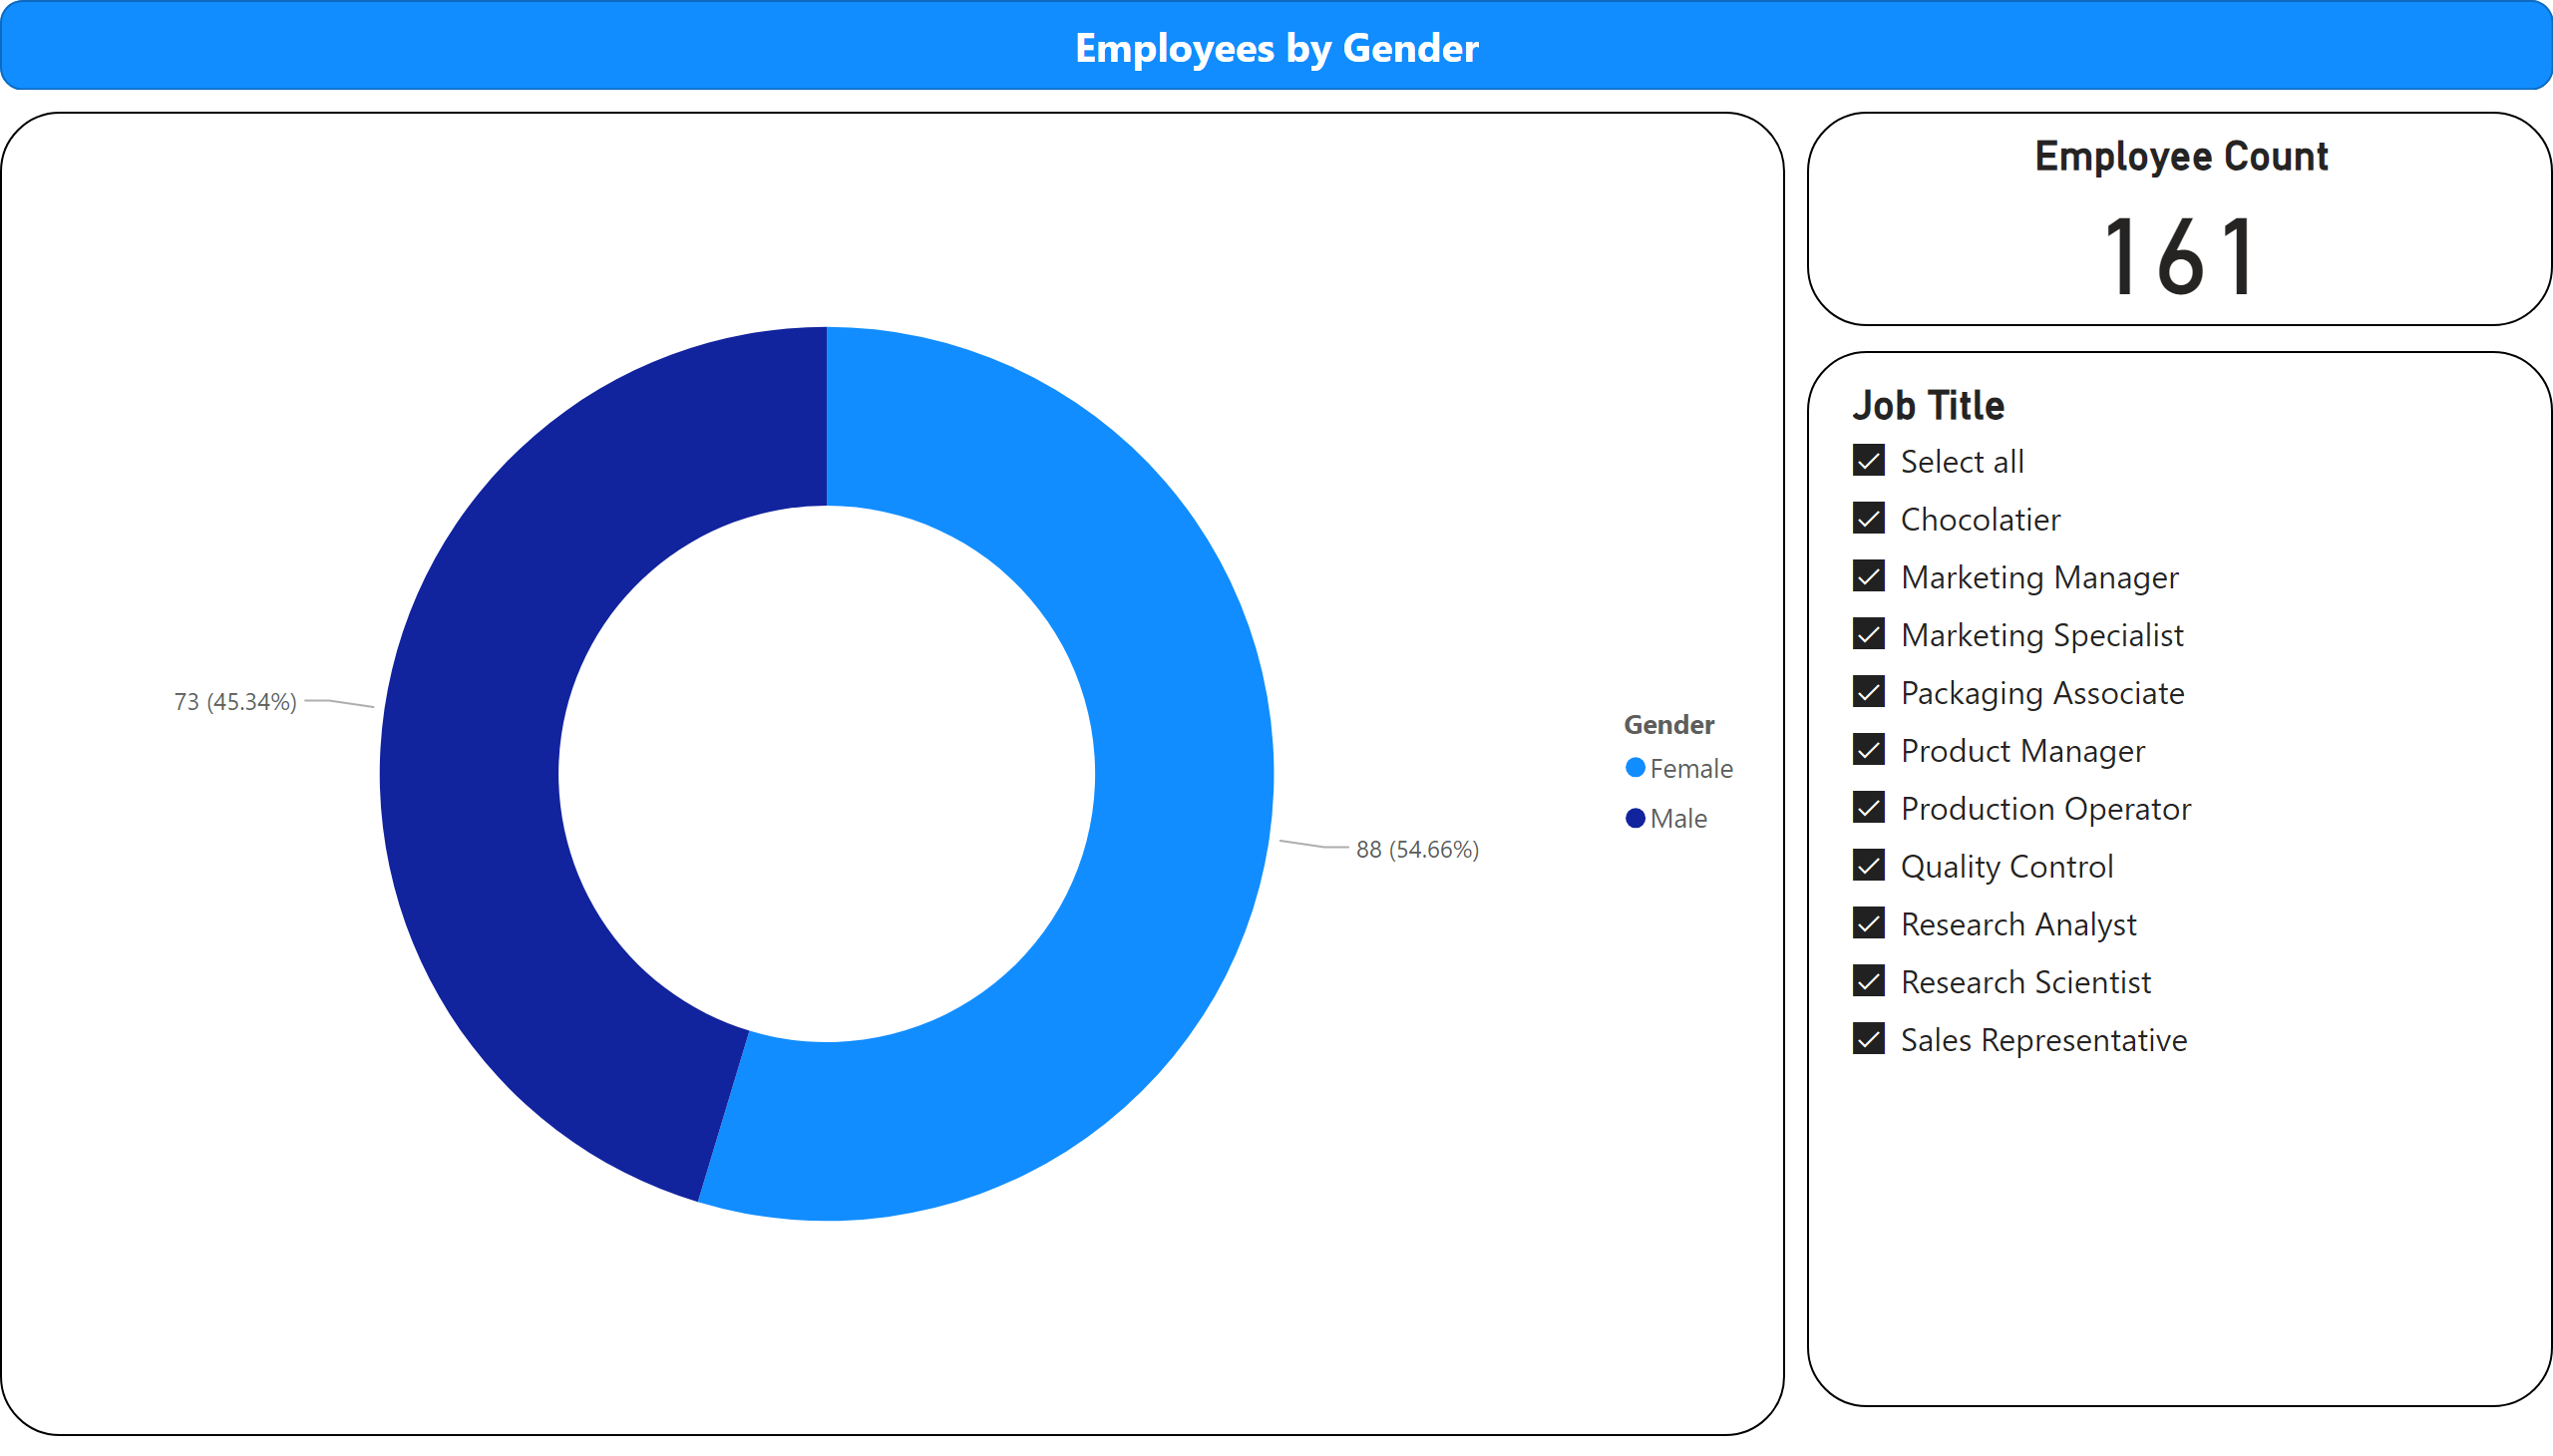 Employees by Gender
73 (45.34%)
88 (54.66%)
Gender
Female
Male
Employee Count
161
Job Title
Select all
Chocolatier
Marketing Manager
Marketing Specialist
Packaging Associate
Product Manager
Production Operator
Quality Control
Research Analyst
Research Scientist
Sales Representative